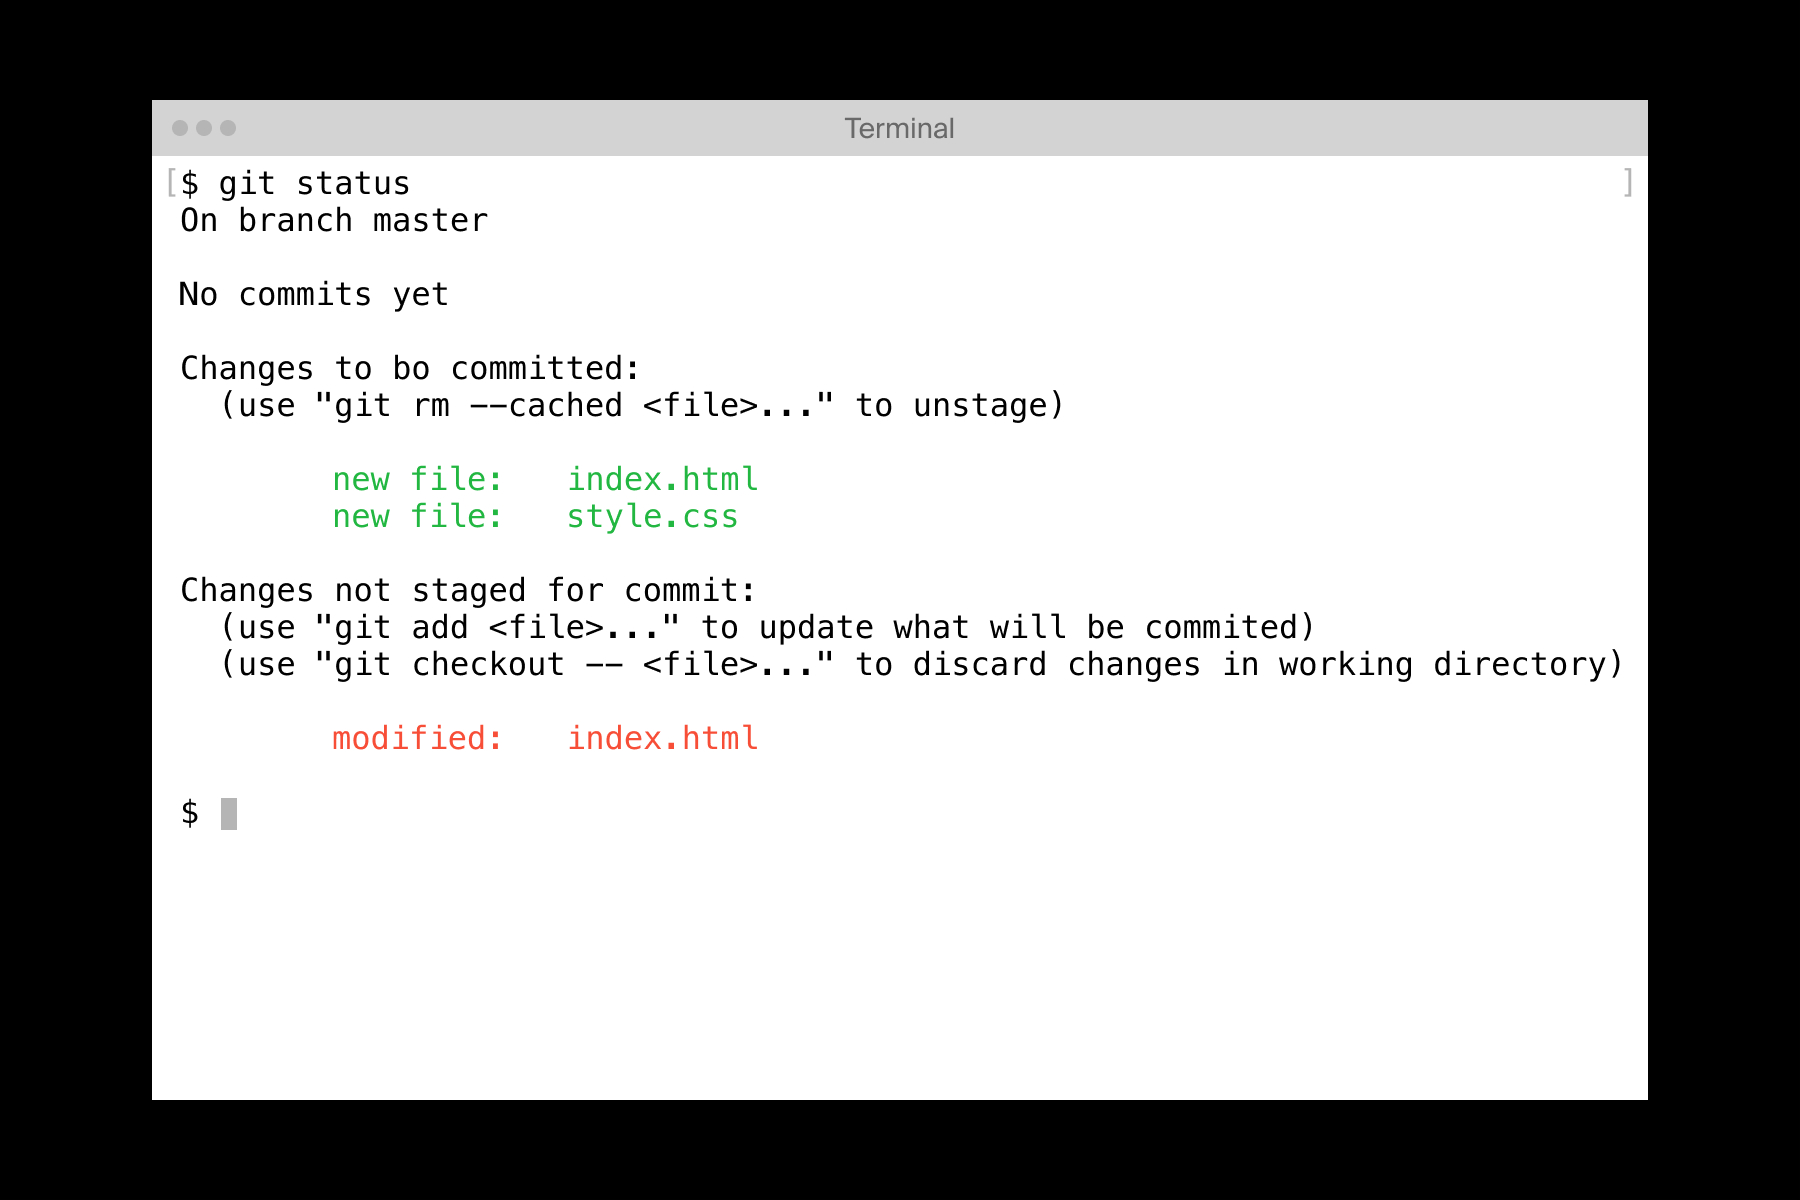 Terminal
[$ git status ]
On branch master
No commits yet
Changes to bo committed:
(use "git rm --cached <file>..." to unstage)
new file: index.html
new file: style.css
Changes not staged for commit:
(use "git add <file>..." to update what will be commited)
(use "git checkout -- <file>..." to discard changes in working directory)
modified: index.html
$